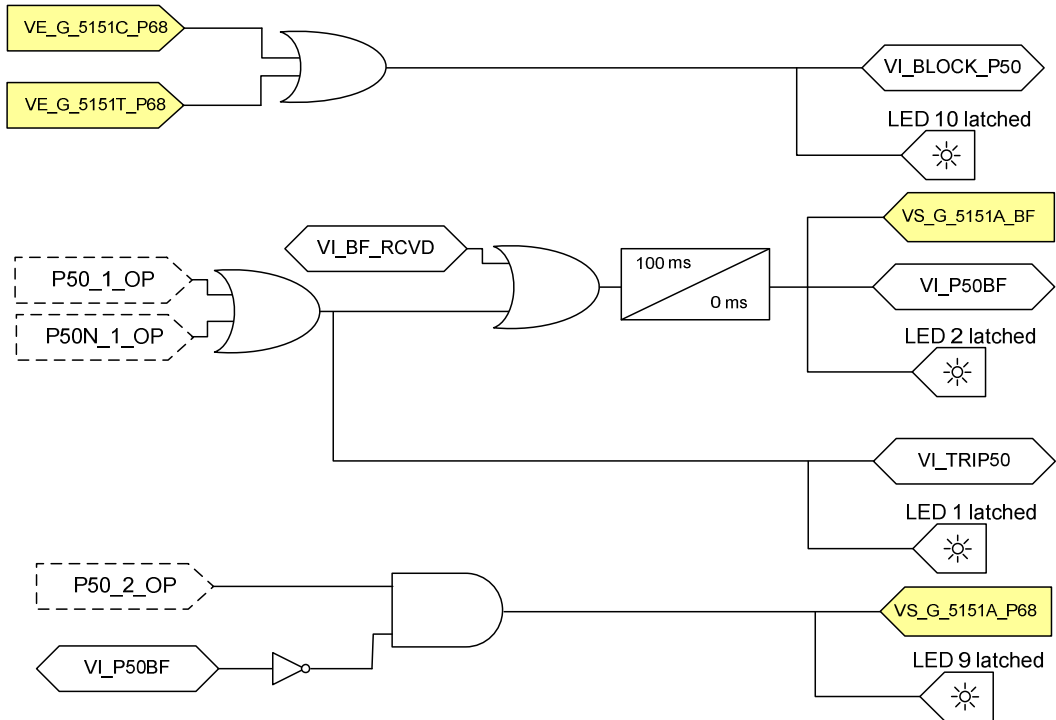 VE_G_5151C_P68
VE_G_5151T_P68
VI_BLOCK_P50
LED 10 latched
VS_G_5151A_BF
VI_BF_RCVD
P50_1_OP
100 ms
0 ms
VI_P50BF
P50N_1_OP
LED 2 latched
VI_TRIP50
LED 1 latched
P50_2_OP
VS_G_5151A_P68
VI_P50BF
LED 9 latched